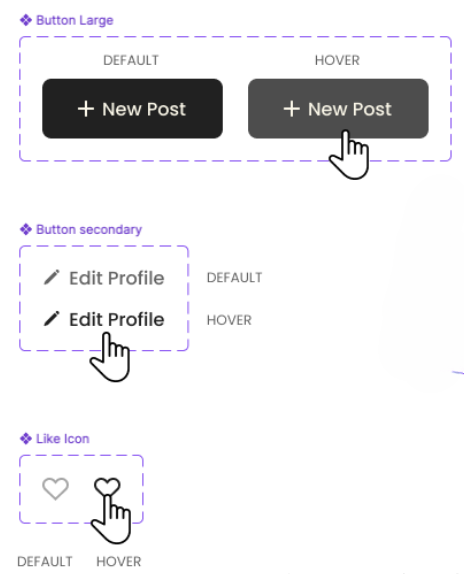 Button Large
DEFAULT HOVER
+ New Post + New Post
Button secondary
Edit Profile DEFAULT
Edit Profile HOVER
Like Icon
DEFAULT HOVER